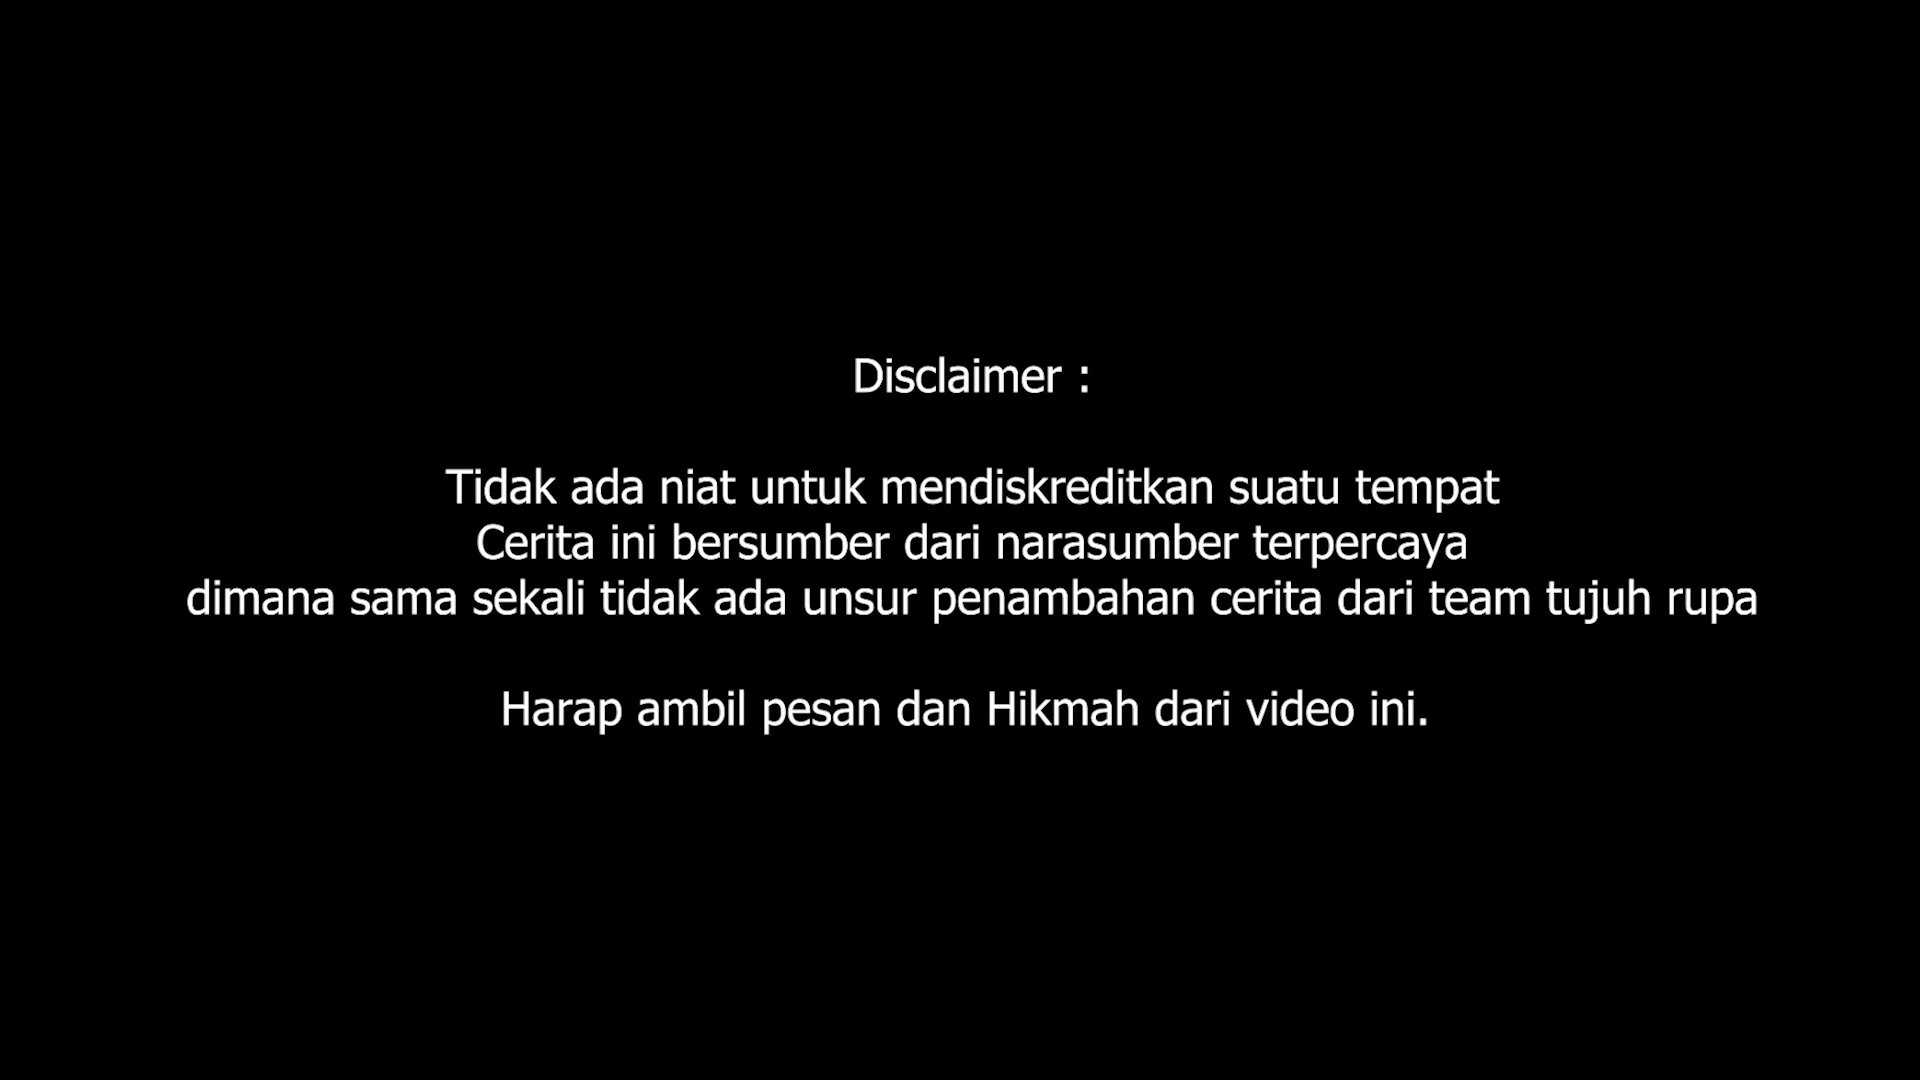 Disclaimer :
Tidak ada niat untuk mendiskreditkan suatu tempat
Cerita ini bersumber dari narasumber terpercaya
dimana sama sekali tidak ada unsur penambahan cerita dari team tujuh rupa
Harap ambil pesan dan Hikmah dari video ini.